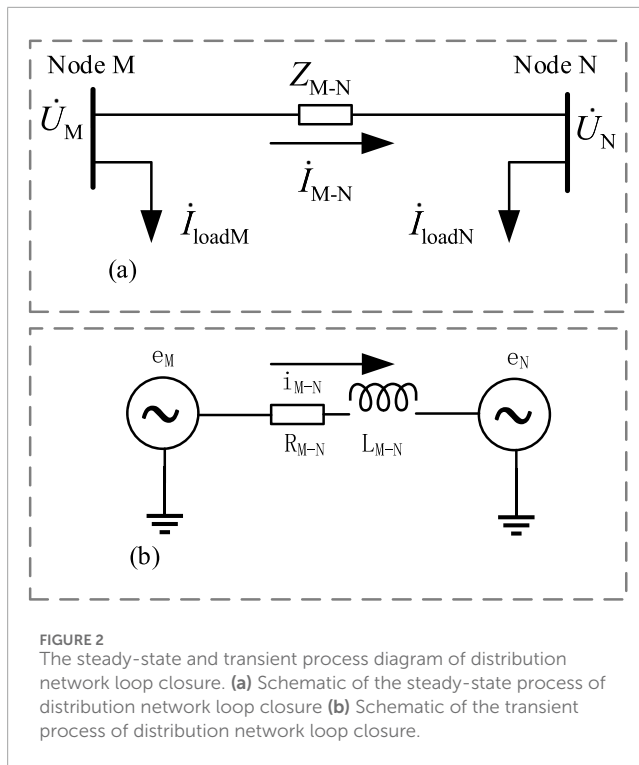 Node M
Node N
Z_M-N
U̇_M
U̇_N
İ_M-N
İ_loadM
İ_loadN
(a)
e_M
e_N
i_M-N
R_M-N
L_M-N
(b)
FIGURE 2
The steady-state and transient process diagram of distribution
network loop closure. (a) Schematic of the steady-state process of
distribution network loop closure (b) Schematic of the transient
process of distribution network loop closure.